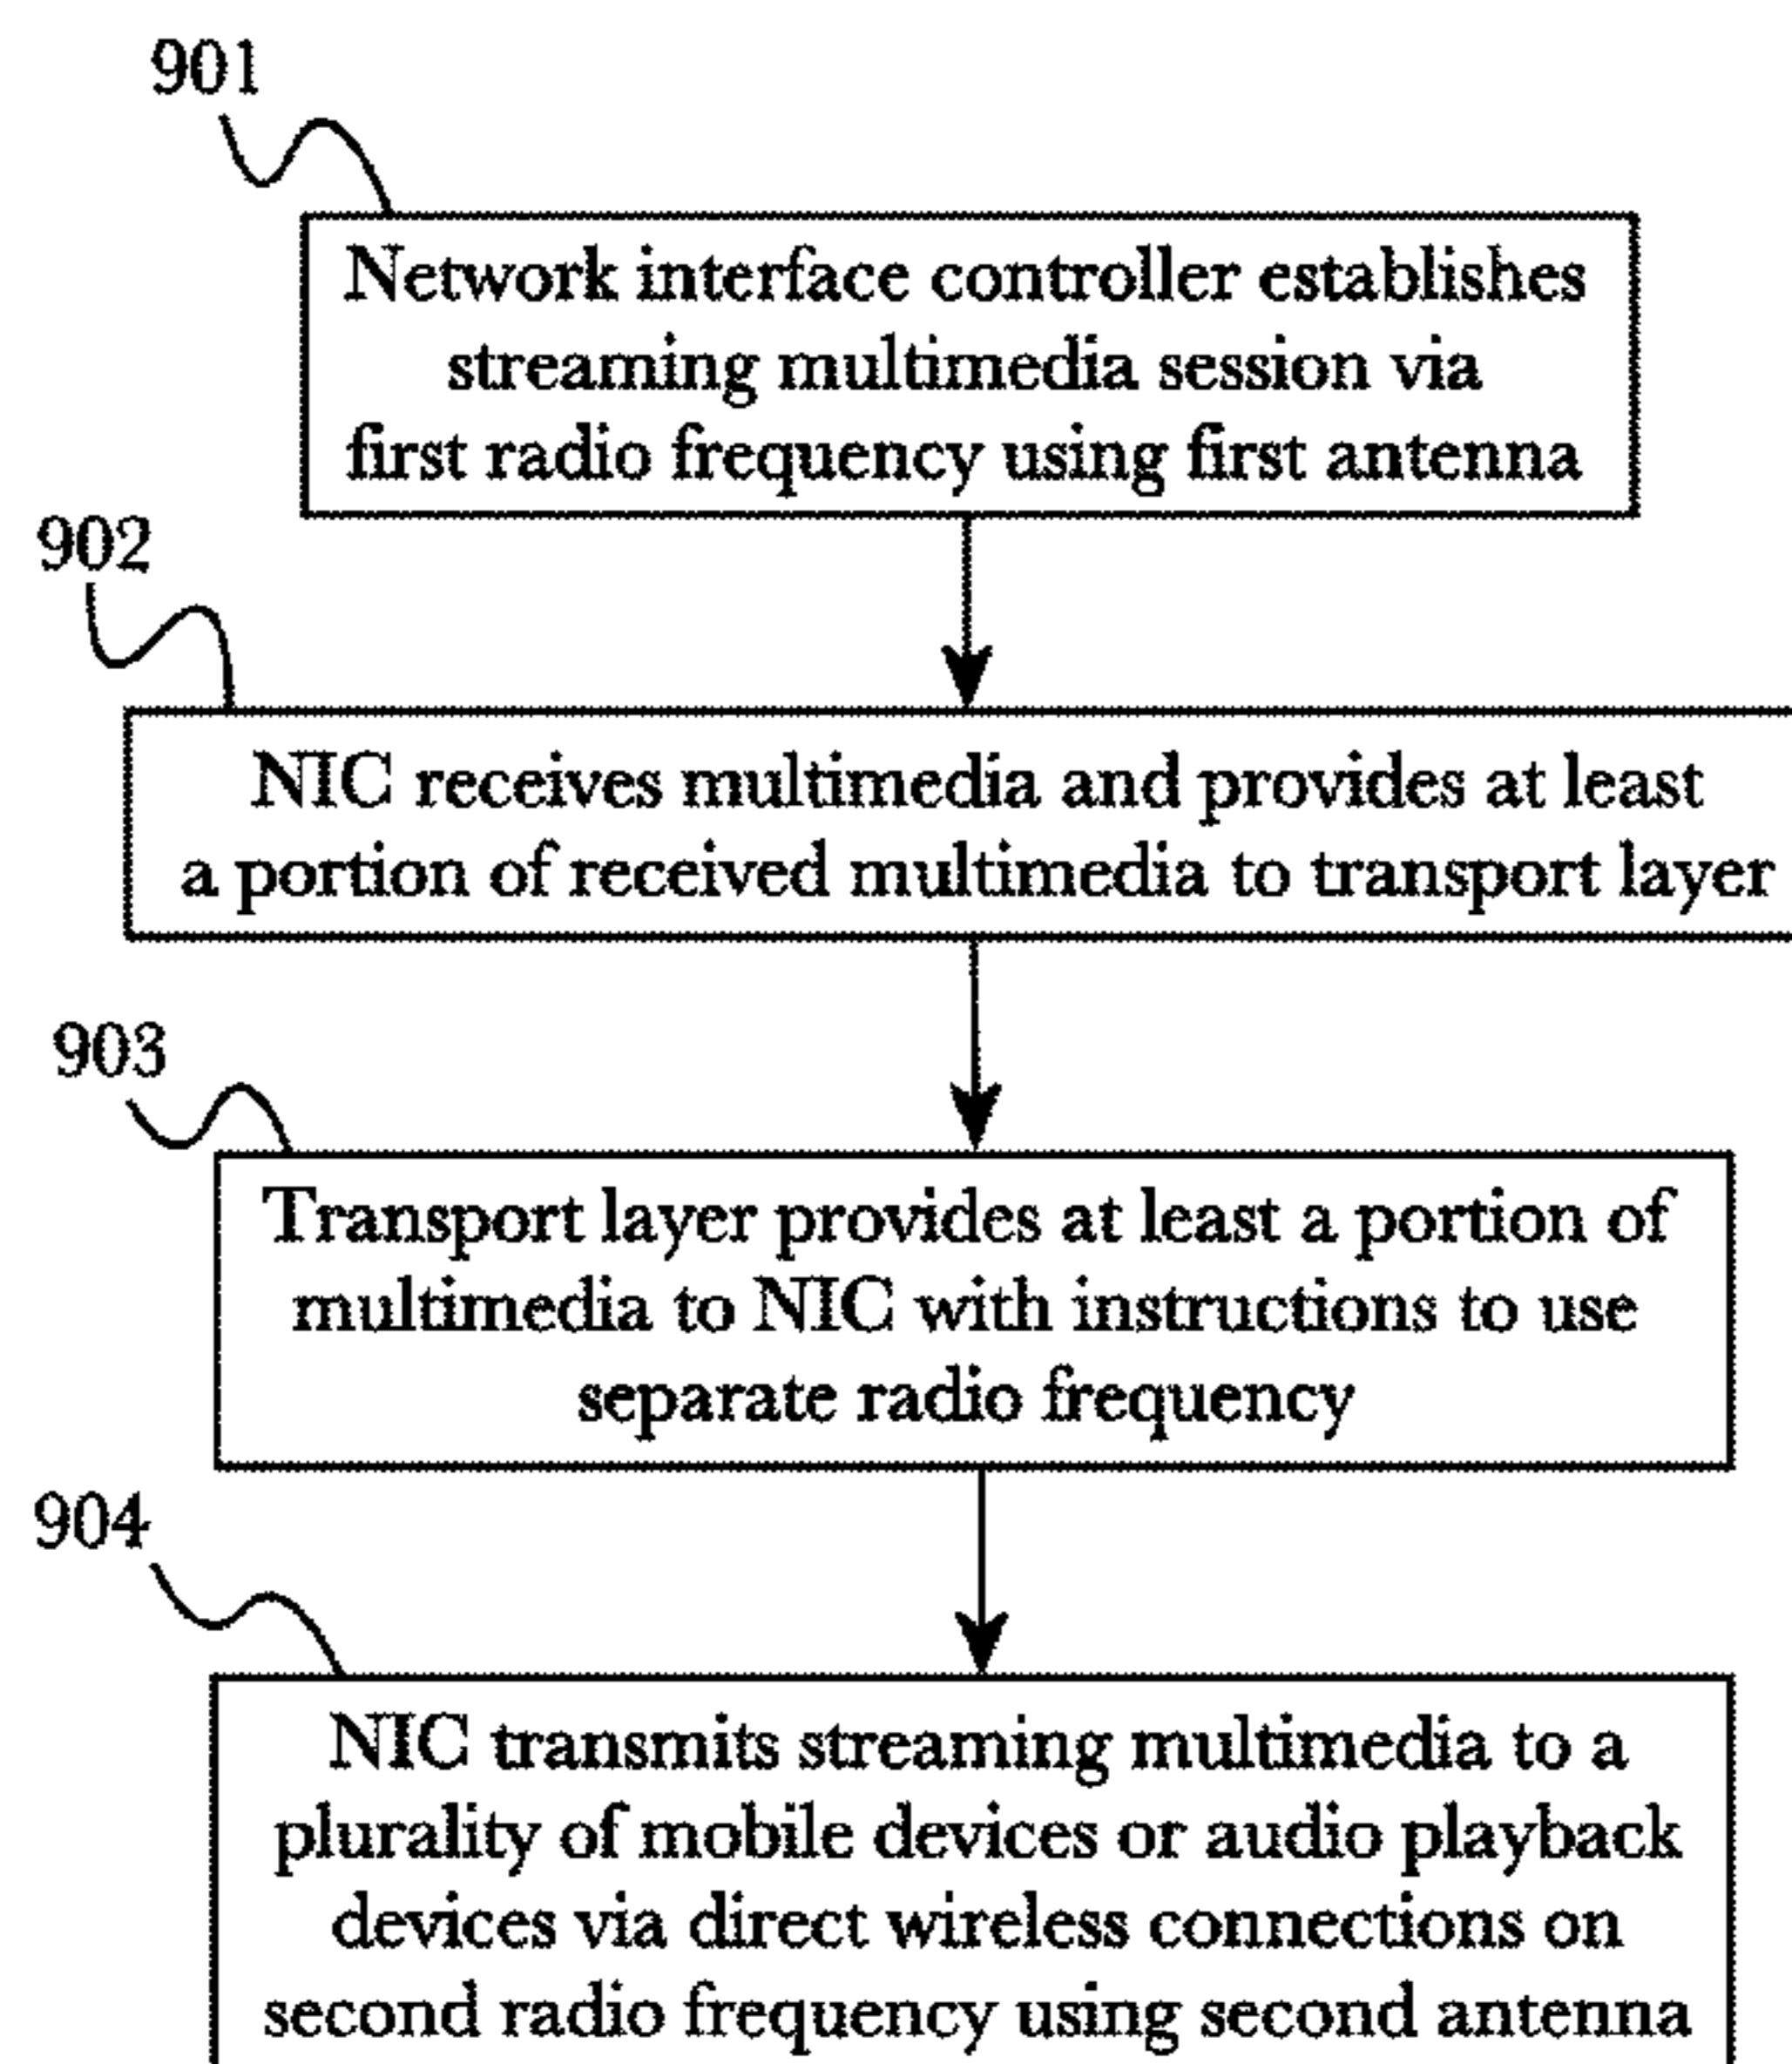 901
Network interface controller establishes
streaming multimedia session via
first radio frequency using first antenna
902
NIC receives multimedia and provides at least
a portion of received multimedia to transport layer
903
Transport layer provides at least a portion of
multimedia to NIC with instructions to use
separate radio frequency
904
NIC transmits streaming multimedia to a
plurality of mobile devices or audio playback
devices via direct wireless connections on
second radio frequency using second antenna